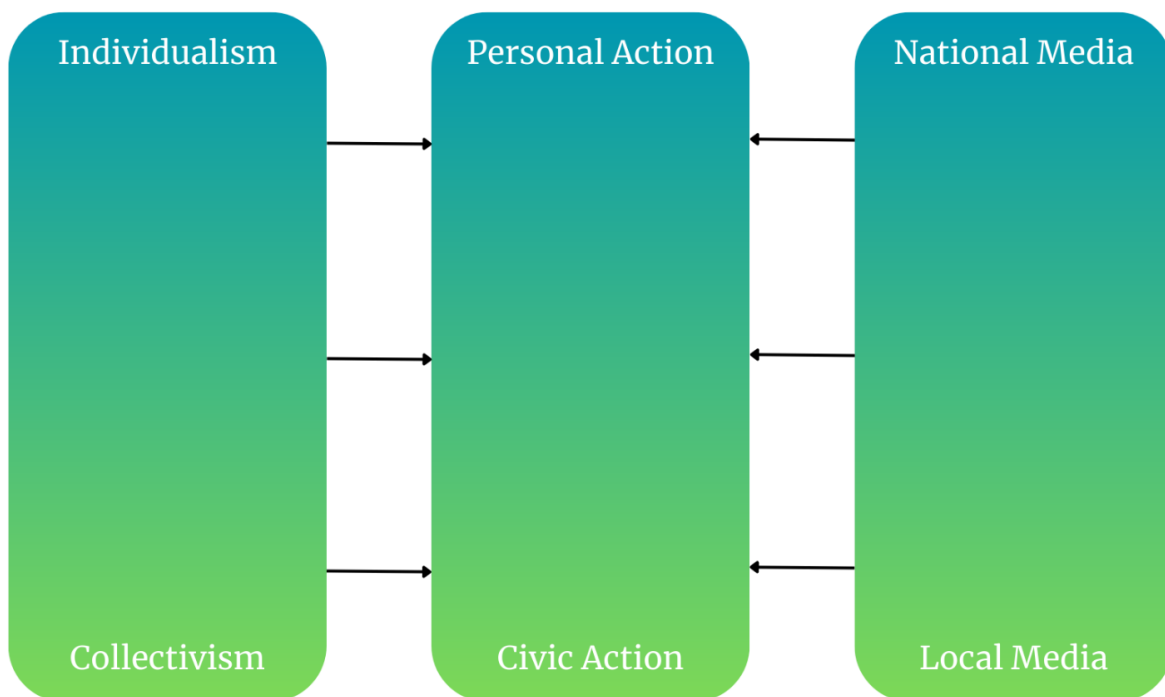 Individualism
Personal Action
National Media
Collectivism
Civic Action
Local Media